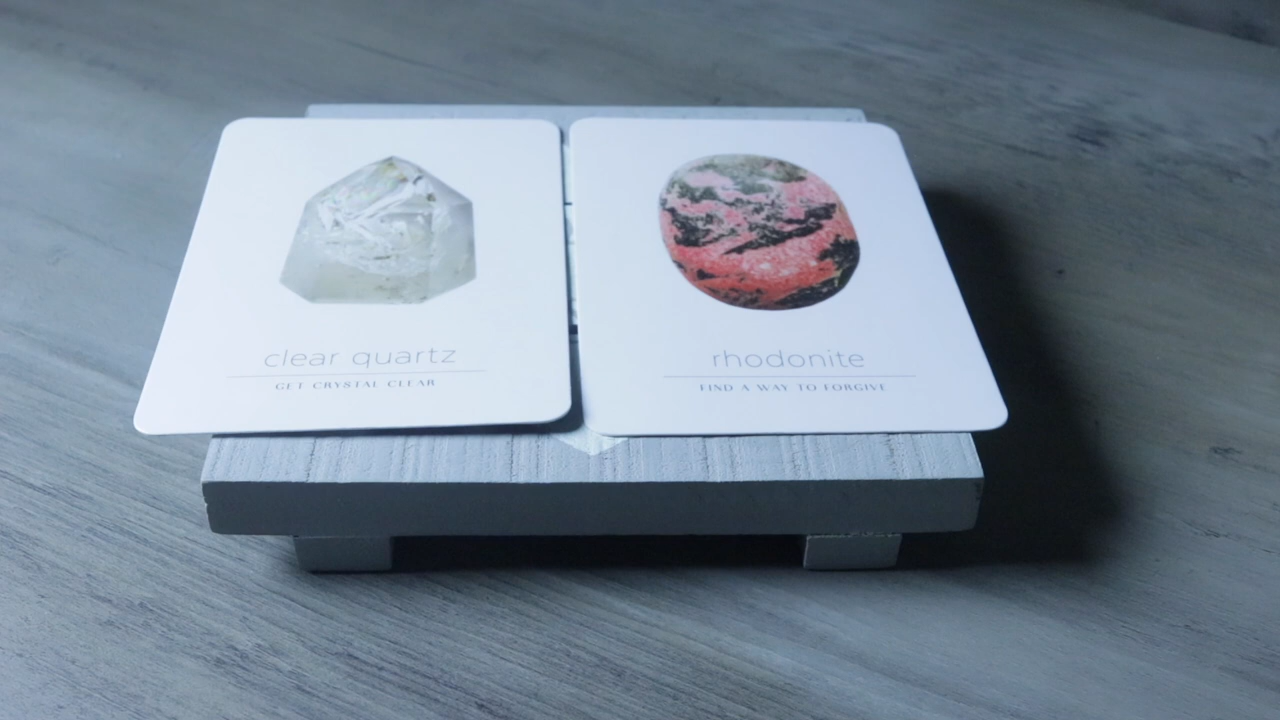 clear quartz
GET CRYSTAL CLEAR
rhodonite
FIND A WAY TO FORGIVE